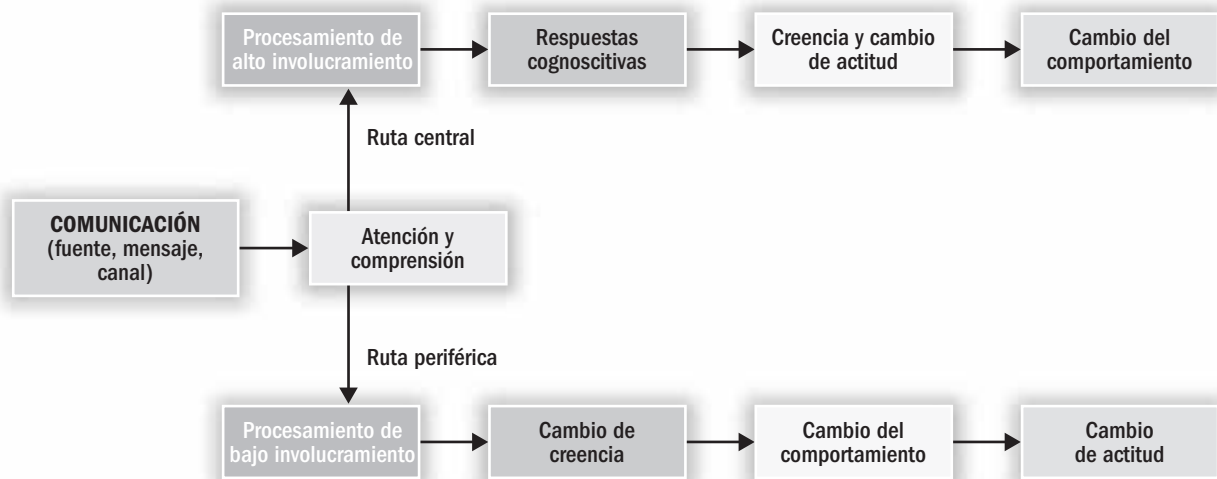 Procesamiento de
alto involucramiento
Respuestas
cognoscitivas
Creencia y cambio
de actitud
Cambio del
comportamiento
Ruta central
COMUNICACIÓN
(fuente, mensaje,
canal)
Atención y
comprensión
Ruta periférica
Procesamiento de
bajo involucramiento
Cambio de
creencia
Cambio del
comportamiento
Cambio
de actitud